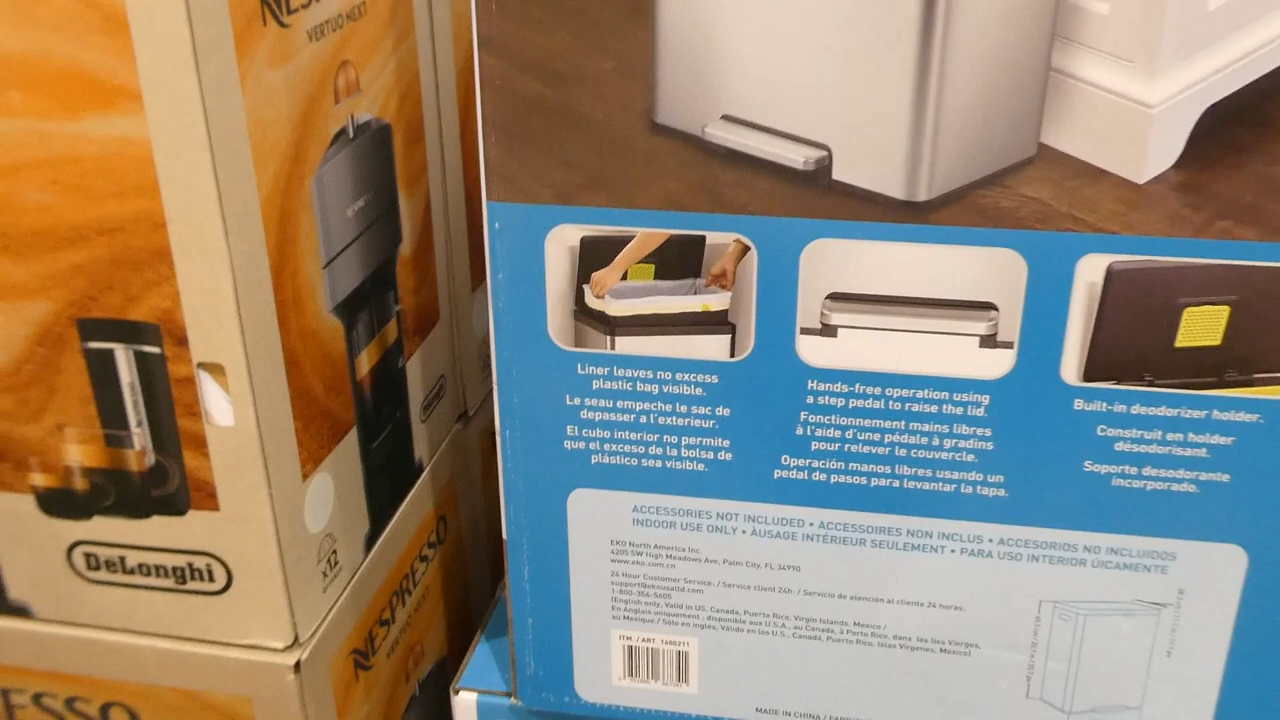 VERTUO NEXT
DeLonghi
x12
NESPRESSO
VERTUO NEXT
Liner leaves no excess
plastic bag visible.
Le seau empeche le sac de
depasser a l'exterieur.
El cubo interior no permite
que el exceso de la bolsa de
plástico sea visible.
Hands-free operation using
a step pedal to raise the lid.
Fonctionnement mains libres
à l'aide d'une pédale à gradins
pour relever le couvercle.
Operación manos libres usando un
pedal de pasos para levantar la tapa.
Built-in deodorizer holder.
Construit en holder
désodorisant.
Soporte desodorante
incorporado.
ACCESSORIES NOT INCLUDED • ACCESSOIRES NON INCLUS • ACCESORIOS NO INCLUIDOS
INDOOR USE ONLY • ÀUSAGE INTÉRIEUR SEULEMENT • PARA USO INTERIOR ÚICAMENTE
EKO North America Inc.
4205 SW High Meadows Ave, Palm City, FL 34990
www.eko.com.cn
24 Hour Customer Service: / Service client 24h: / Servicio de atención al cliente 24 horas:
support@ekousaltd.com
1-800-354-5605
(English only, Valid in US, Canada, Puerto Rico, Virgin Islands, Mexico /
En Anglais uniquement ; disponible aux U.S.A., au Canada, à Porto Rico, dans les Iles Vierges,
au Mexique / Sólo en inglés, Válido en los U.S., Canadá, Puerto Rico, Islas Vírgenes, Mexico)
ITM. / ART. 1600211
MADE IN CHINA /